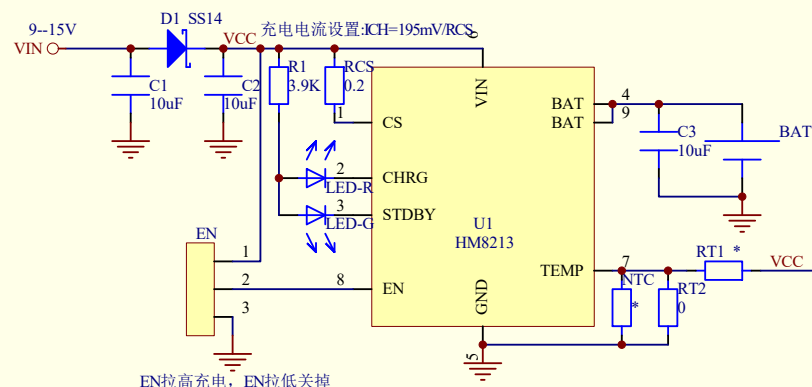 D1 SS14
9--15V
VIN
VCC
充电电流设置:ICH=195mV/RCS
C1
10uF
C2
10uF
R1
3.9K
RCS
0.2
6
VIN
1
CS
2
CHRG
LED-R
3
STDBY
LED-G
U1
HM8213
BAT
4
BAT
9
C3
10uF
BAT
EN
1
2
3
8
EN
GND
5
TEMP
7
NTC
*
RT2
0
RT1 *
VCC
EN拉高充电，EN拉低关掉